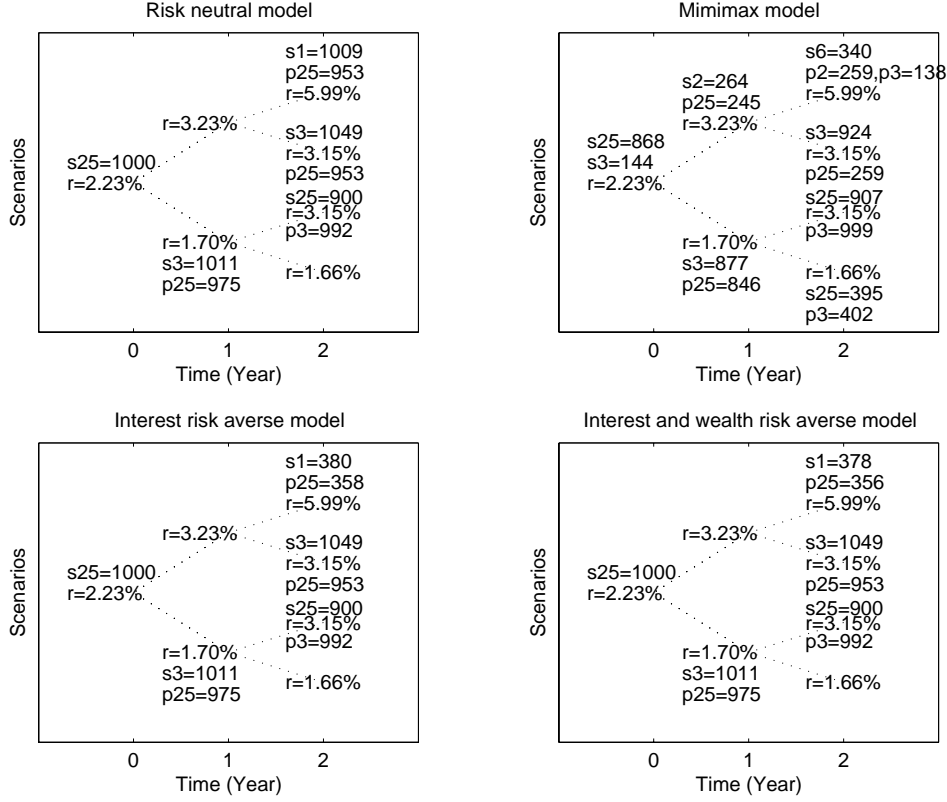 Risk neutral model
s1=1009
p25=953
r=5.99%
r=3.23%
s3=1049
r=3.15%
p25=953
s25=1000
r=2.23%
s25=900
r=3.15%
p3=992
r=1.70%
s3=1011
p25=975
r=1.66%
Scenarios
0 1 2
Time (Year)
Mimimax model
s6=340
p2=259,p3=138
r=5.99%
s2=264
p25=245
r=3.23%
s3=924
r=3.15%
p25=259
s25=868
s3=144
r=2.23%
s25=907
r=3.15%
p3=999
r=1.70%
s3=877
p25=846
r=1.66%
s25=395
p3=402
Scenarios
0 1 2
Time (Year)
Interest risk averse model
s1=380
p25=358
r=5.99%
r=3.23%
s3=1049
r=3.15%
p25=953
s25=1000
r=2.23%
s25=900
r=3.15%
p3=992
r=1.70%
s3=1011
p25=975
r=1.66%
Scenarios
0 1 2
Time (Year)
Interest and wealth risk averse model
s1=378
p25=356
r=5.99%
r=3.23%
s3=1049
r=3.15%
p25=953
s25=1000
r=2.23%
s25=900
r=3.15%
p3=992
r=1.70%
s3=1011
p25=975
r=1.66%
Scenarios
0 1 2
Time (Year)